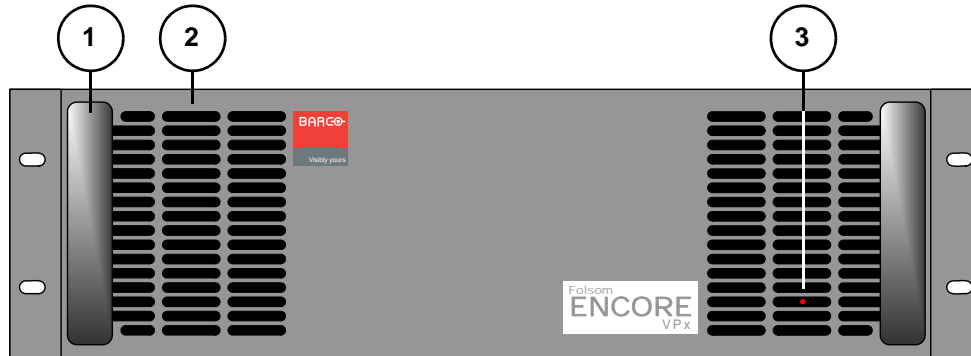 1
2
3
BARCO
Visibly yours
Folsom
ENCORE
VPx